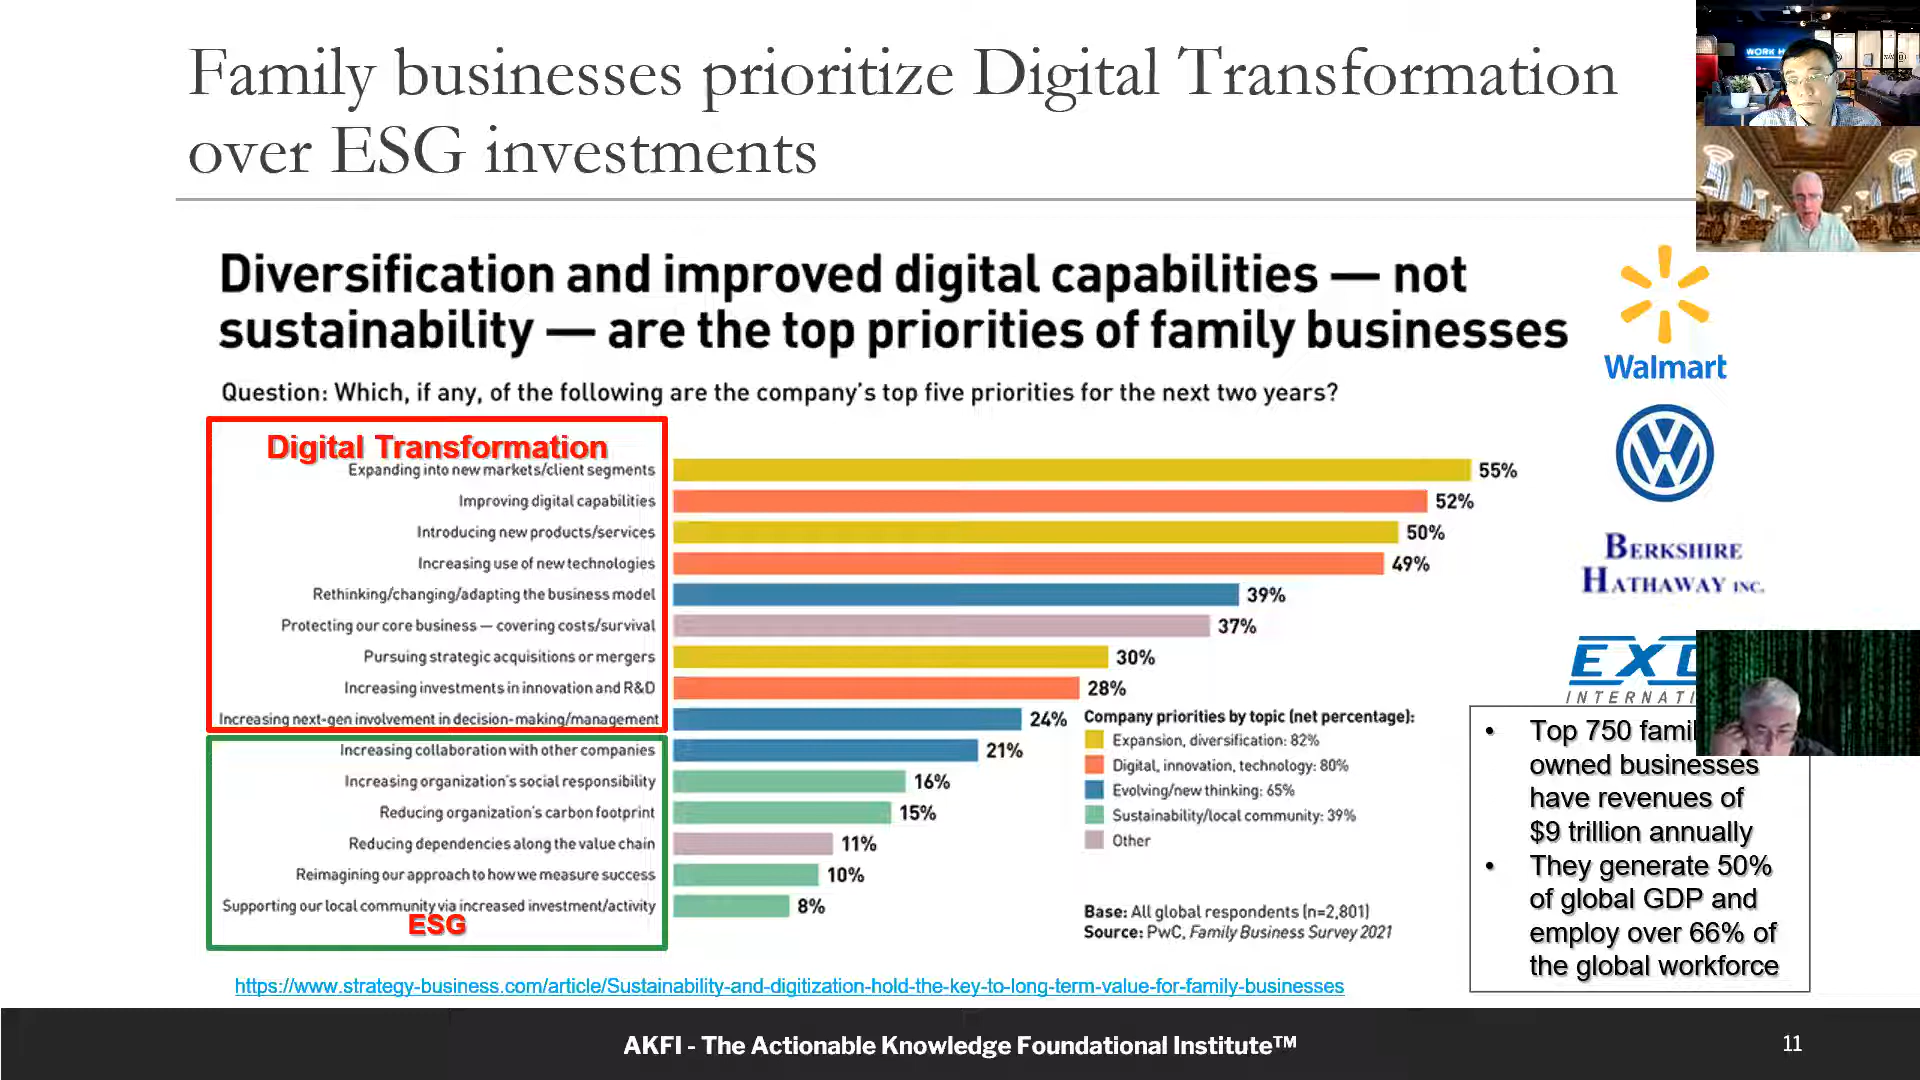 Family businesses prioritize Digital Transformation
over ESG investments
Diversification and improved digital capabilities — not
sustainability — are the top priorities of family businesses
Question: Which, if any, of the following are the company's top five priorities for the next two years?
Digital Transformation
Expanding into new markets/client segments 55%
Improving digital capabilities 52%
Introducing new products/services 50%
Increasing use of new technologies 49%
Rethinking/changing/adapting the business model 39%
Protecting our core business — covering costs/survival 37%
Pursuing strategic acquisitions or mergers 30%
Increasing investments in innovation and R&D 28%
Increasing next-gen involvement in decision-making/management 24%
Increasing collaboration with other companies 21%
Increasing organization's social responsibility 16%
Reducing organization's carbon footprint 15%
Reducing dependencies along the value chain 11%
Reimagining our approach to how we measure success 10%
Supporting our local community via increased investment/activity 8%
ESG
Company priorities by topic (net percentage):
Expansion, diversification: 82%
Digital, innovation, technology: 80%
Evolving/new thinking: 65%
Sustainability/local community: 39%
Other
Base: All global respondents (n=2,801)
Source: PwC, Family Business Survey 2021
https://www.strategy-business.com/article/Sustainability-and-digitization-hold-the-key-to-long-term-value-for-family-businesses
WORK H
Walmart
VW
BERKSHIRE
HATHAWAY INC.
• Top 750
owned businesses
have revenues of
$9 trillion annually
• They generate 50%
of global GDP and
employ over 66% of
the global workforce
AKFI - The Actionable Knowledge Foundational Institute™
11